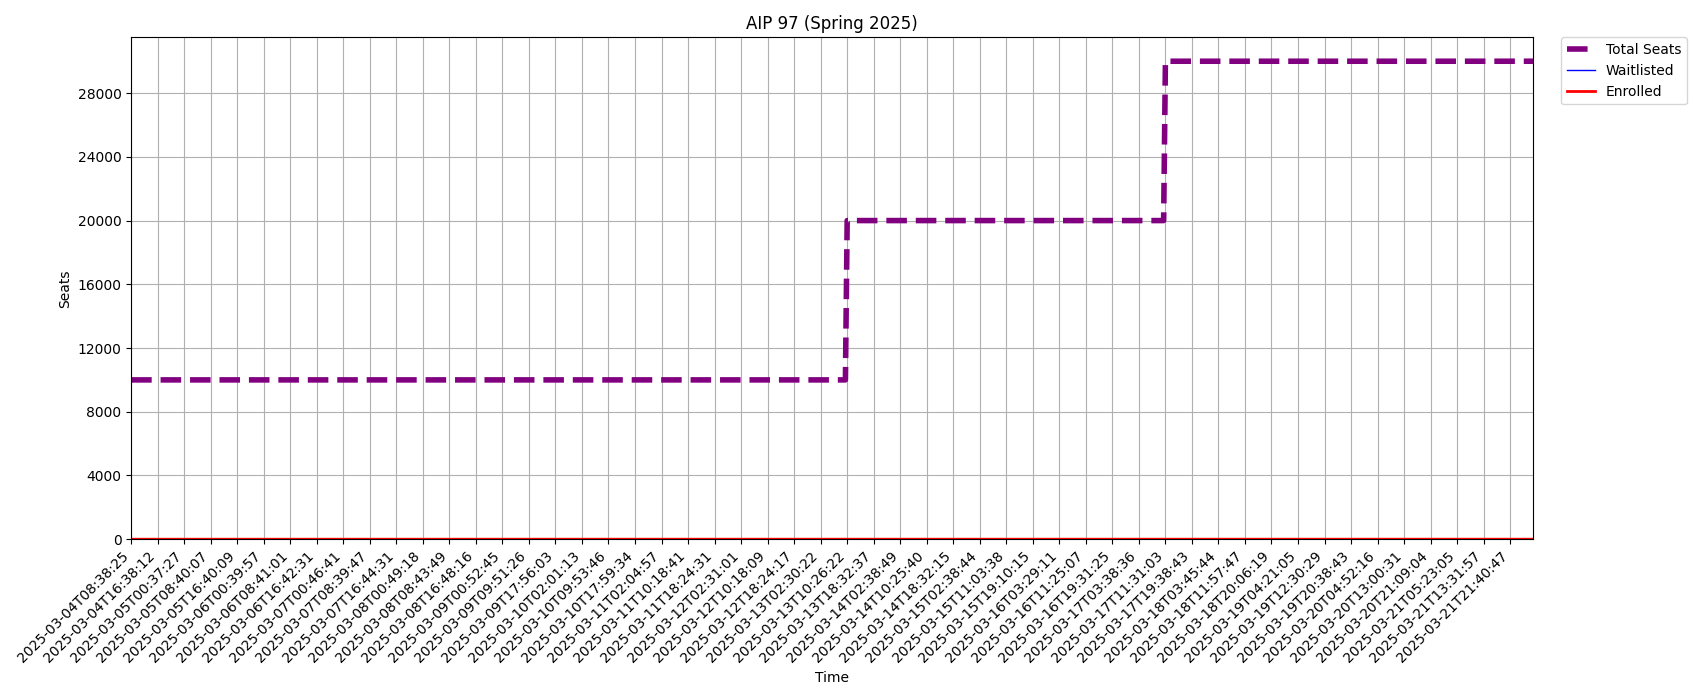 AIP 97 (Spring 2025)
Total Seats
Waitlisted
Enrolled
Seats
28000
24000
20000
16000
12000
8000
4000
0
2025-03-04T08:38:25
2025-03-04T16:38:12
2025-03-05T00:37:27
2025-03-05T08:40:07
2025-03-05T16:40:09
2025-03-06T00:39:57
2025-03-06T08:41:01
2025-03-06T16:42:31
2025-03-07T00:46:41
2025-03-07T08:39:47
2025-03-07T16:44:31
2025-03-08T00:49:18
2025-03-08T08:43:49
2025-03-08T16:48:16
2025-03-09T00:52:45
2025-03-09T09:51:26
2025-03-09T17:56:03
2025-03-10T02:01:13
2025-03-10T09:53:46
2025-03-10T17:59:34
2025-03-11T02:04:57
2025-03-11T10:18:41
2025-03-11T18:24:31
2025-03-12T02:31:01
2025-03-12T10:18:09
2025-03-12T18:24:17
2025-03-13T02:30:22
2025-03-13T10:26:22
2025-03-13T18:32:37
2025-03-14T02:38:49
2025-03-14T10:25:40
2025-03-14T18:32:15
2025-03-15T02:38:44
2025-03-15T11:03:38
2025-03-15T19:10:15
2025-03-16T03:29:11
2025-03-16T11:25:07
2025-03-16T19:31:25
2025-03-17T03:38:36
2025-03-17T11:31:03
2025-03-17T19:38:43
2025-03-18T03:45:44
2025-03-18T11:57:47
2025-03-18T20:06:19
2025-03-19T04:21:05
2025-03-19T12:30:29
2025-03-19T20:38:43
2025-03-20T04:52:16
2025-03-20T13:00:31
2025-03-20T21:09:04
2025-03-21T05:23:05
2025-03-21T13:31:57
2025-03-21T21:40:47
Time